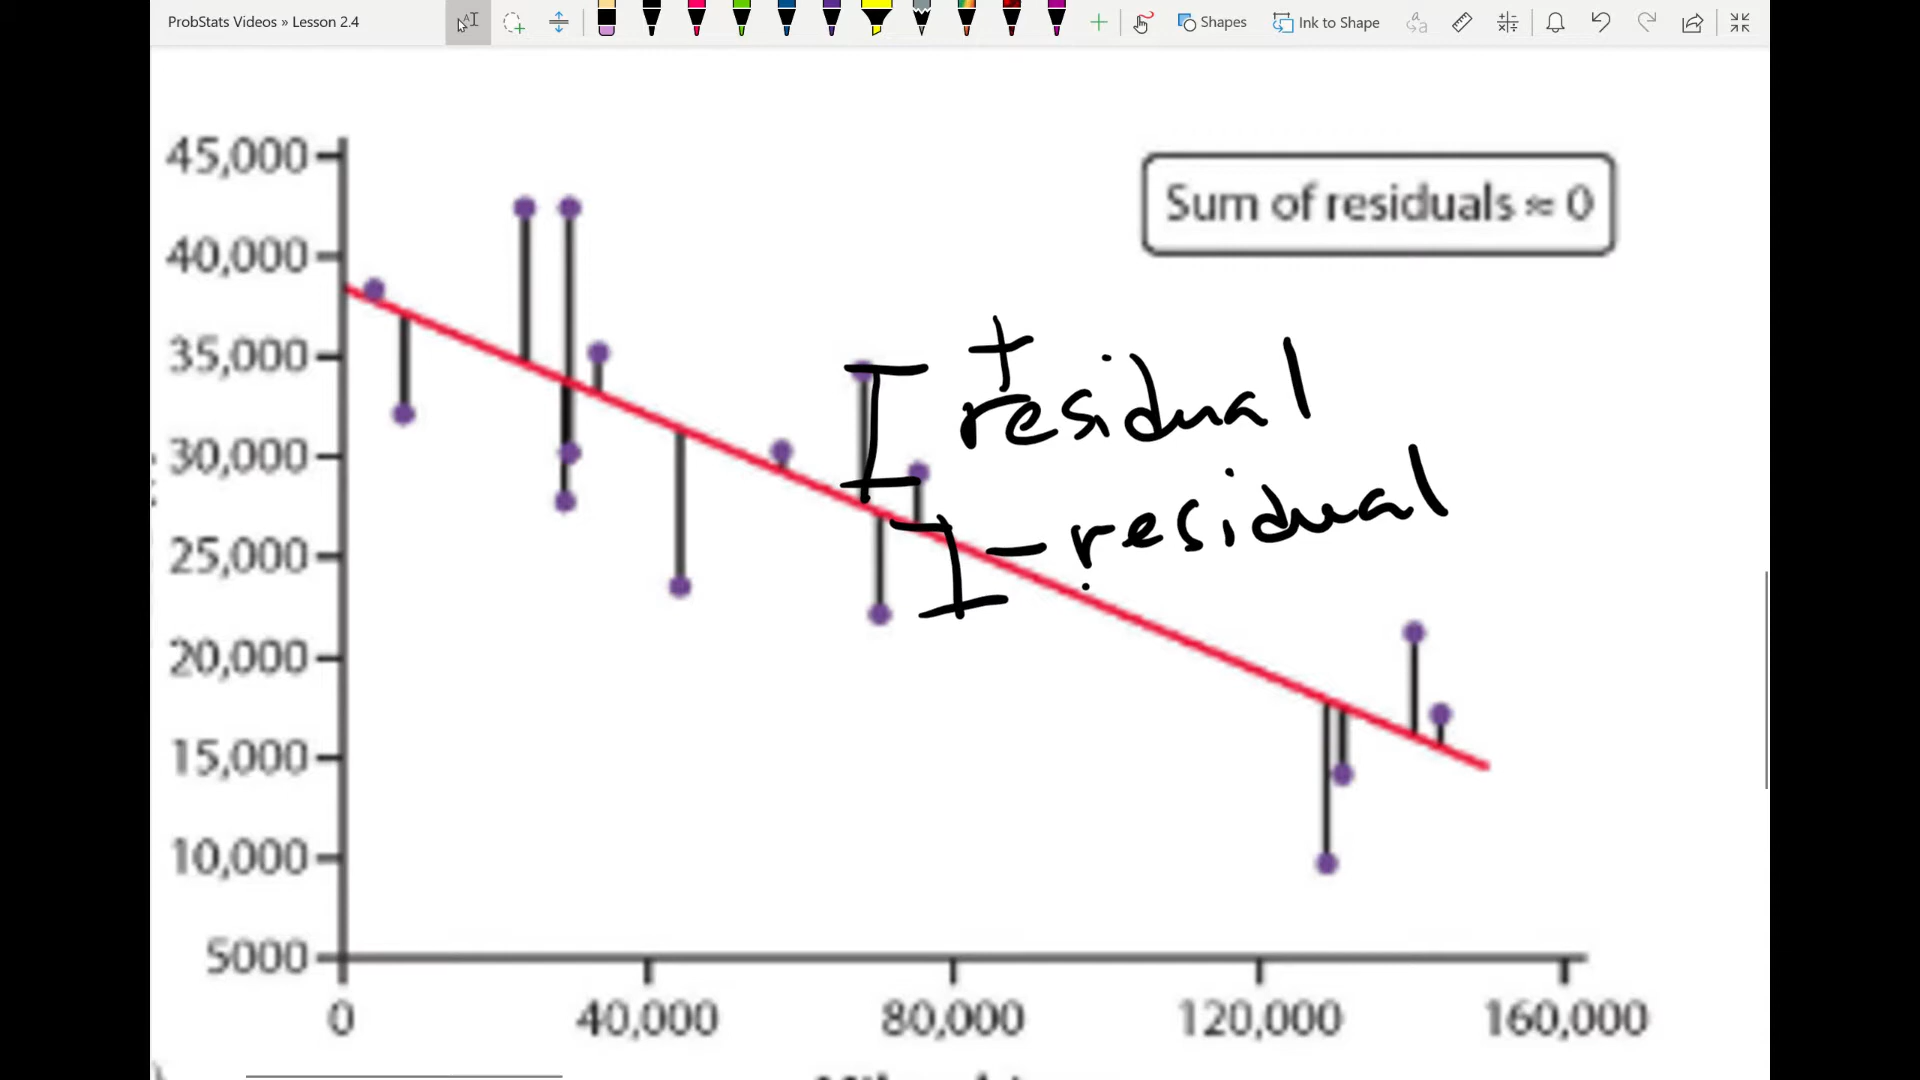 ProbStats Videos » Lesson 2.4
Shapes
Ink to Shape
45,000
Sum of residuals ≈ 0
40,000
35,000
+
residual
30,000
- residual
25,000
20,000
15,000
10,000
5000
0 40,000 80,000 120,000 160,000